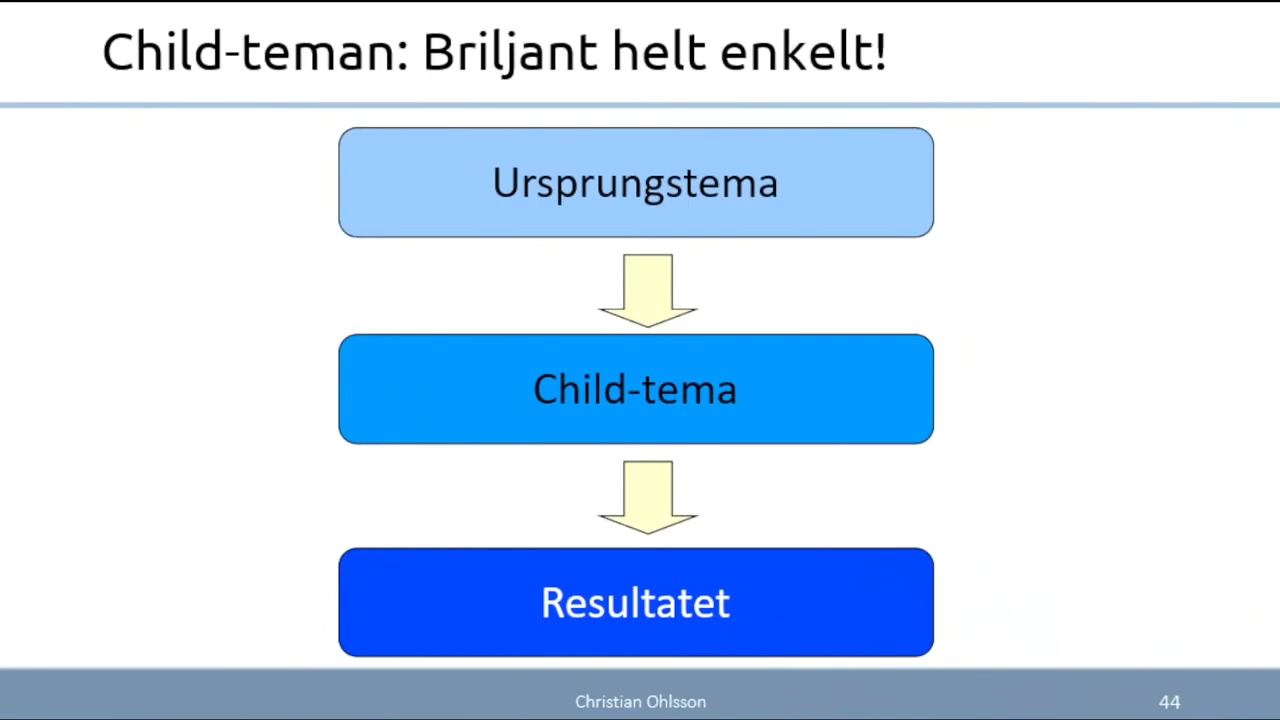 Child-teman: Briljant helt enkelt!
Ursprungstema
Child-tema
Resultatet
Christian Ohlsson
44